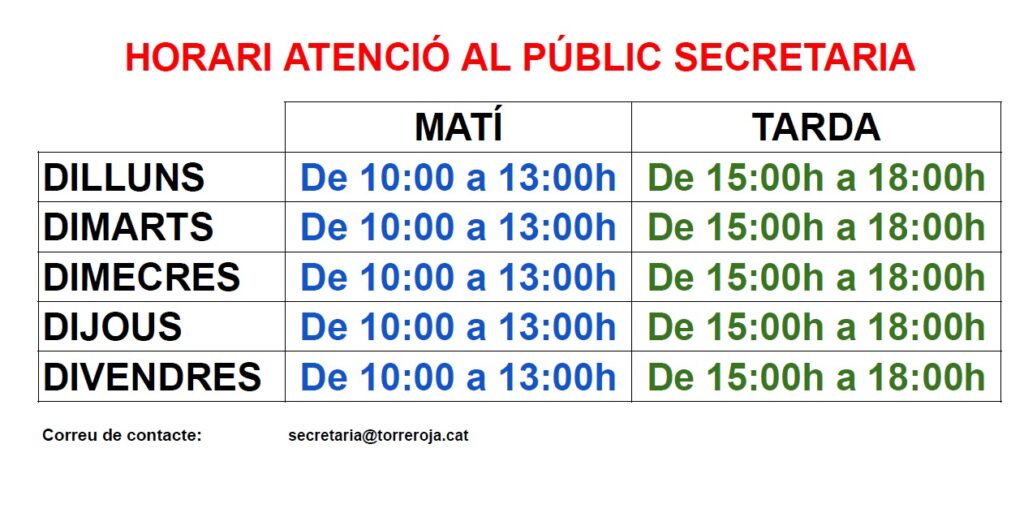 HORARI ATENCIÓ AL PÚBLIC SECRETARIA
MATÍ TARDA
DILLUNS De 10:00 a 13:00h De 15:00h a 18:00h
DIMARTS De 10:00 a 13:00h De 15:00h a 18:00h
DIMECRES De 10:00 a 13:00h De 15:00h a 18:00h
DIJOUS De 10:00 a 13:00h De 15:00h a 18:00h
DIVENDRES De 10:00 a 13:00h De 15:00h a 18:00h
Correu de contacte: secretaria@torreroja.cat